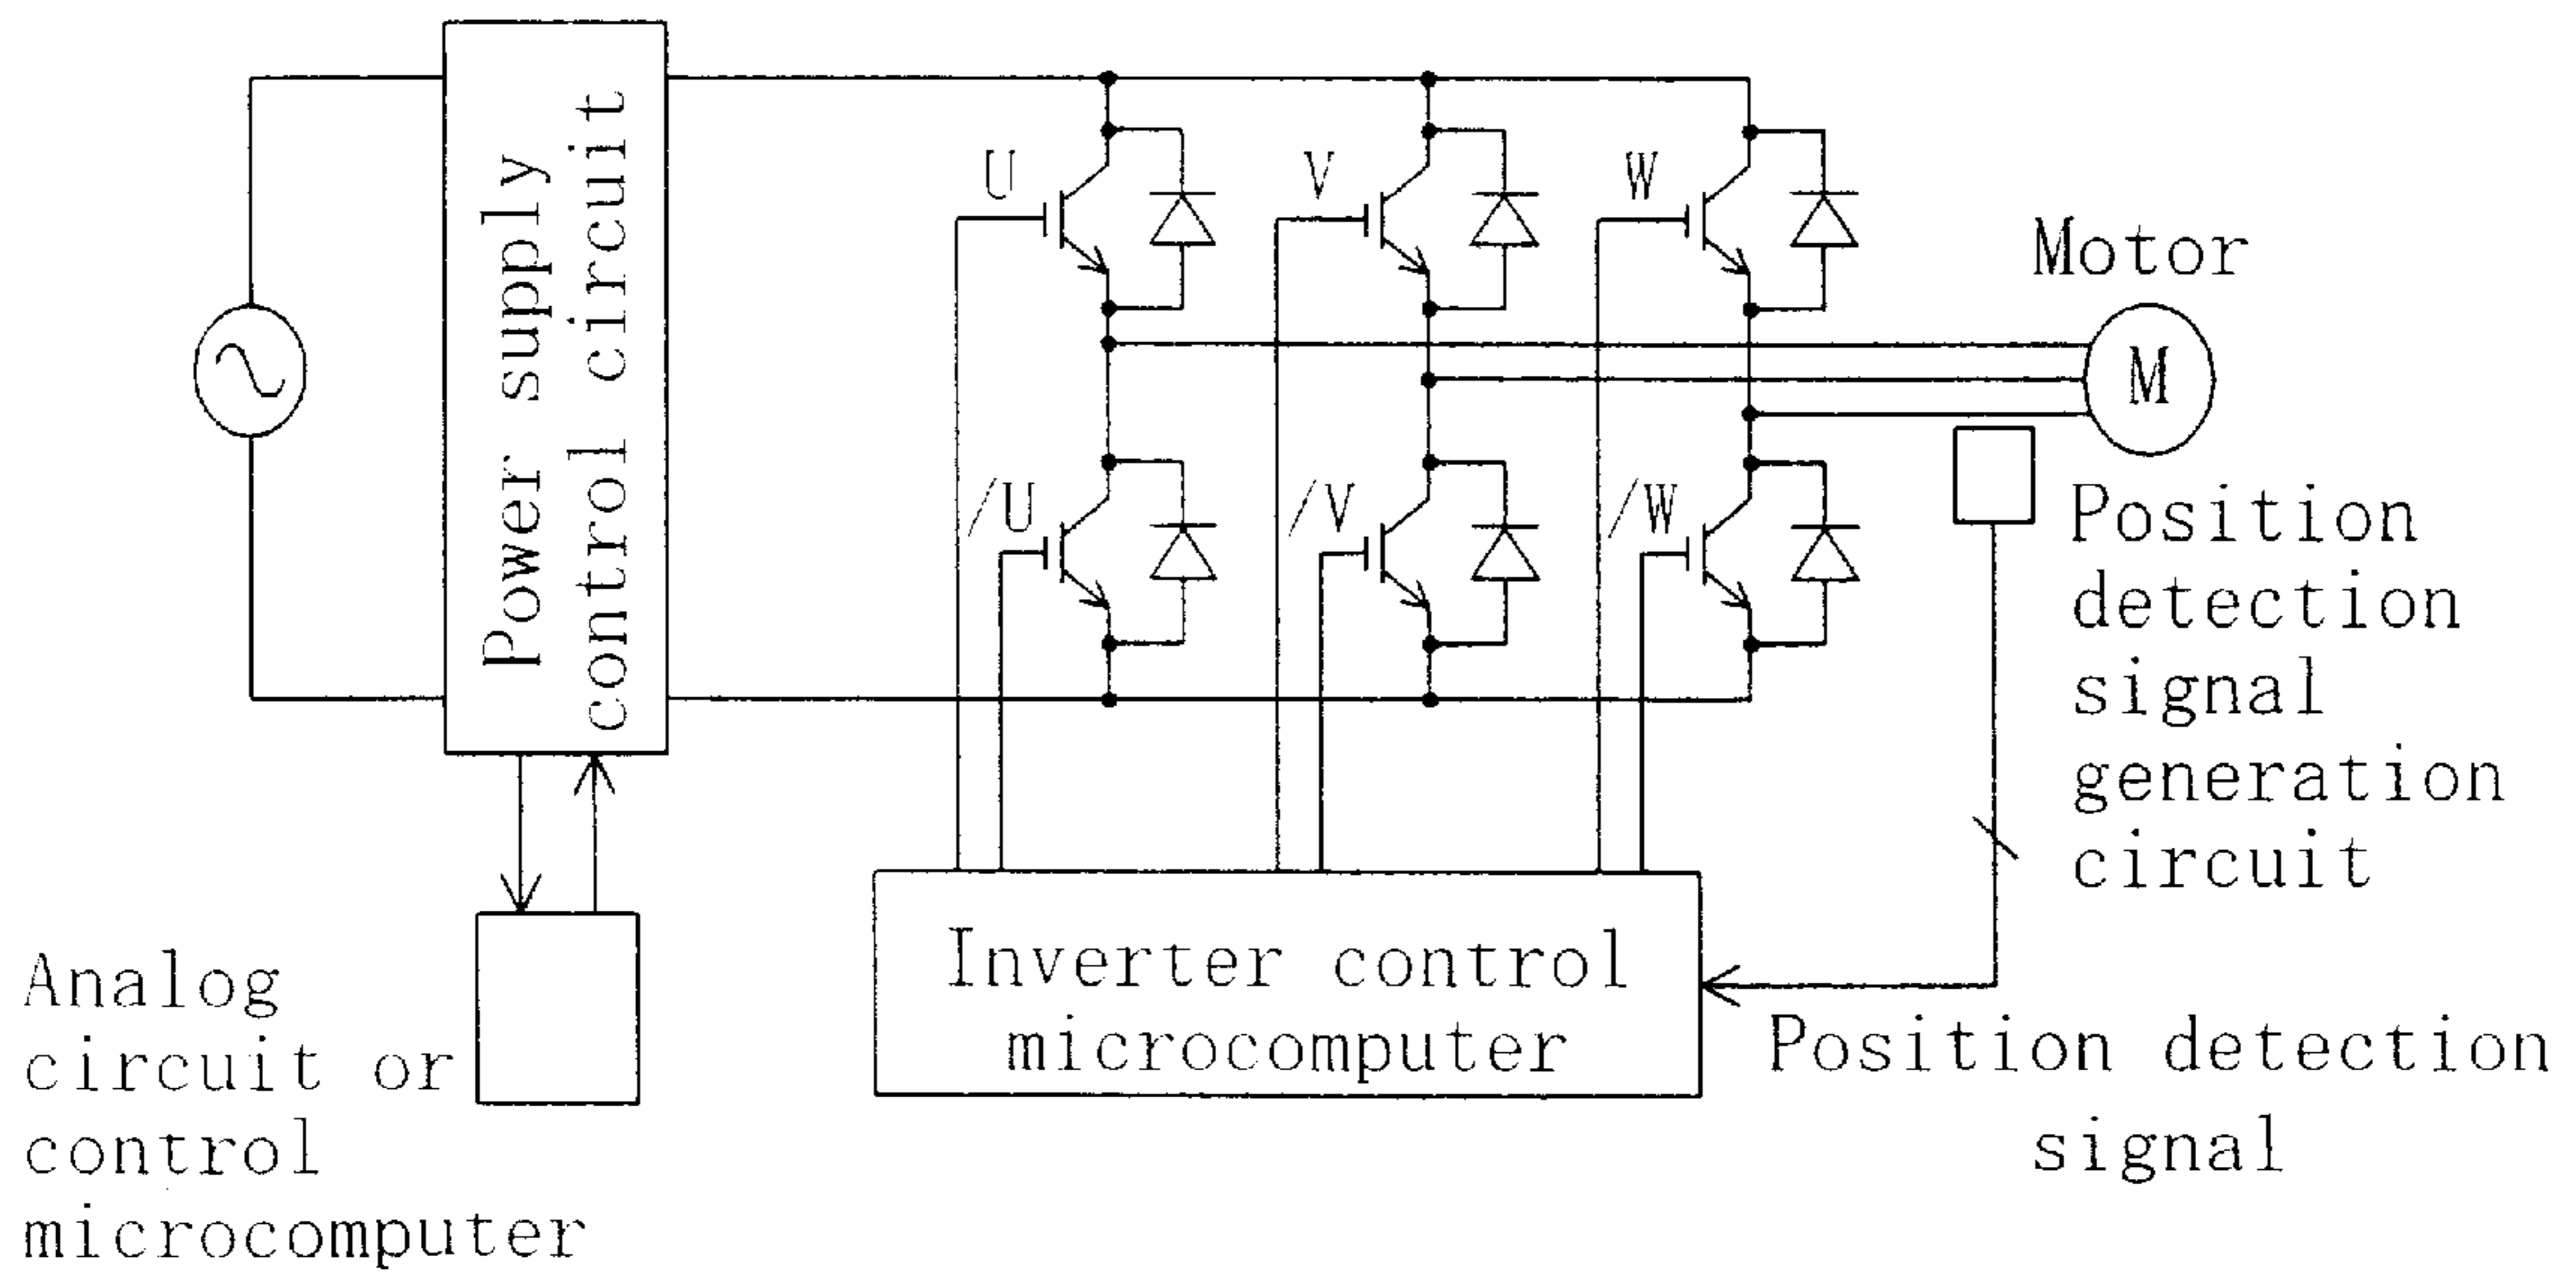 Power supply
control circuit
U
V
W
/U
/V
/W
Motor
M
Position
detection
signal
generation
circuit
Analog
circuit or
control
microcomputer
Inverter control
microcomputer
Position detection
signal